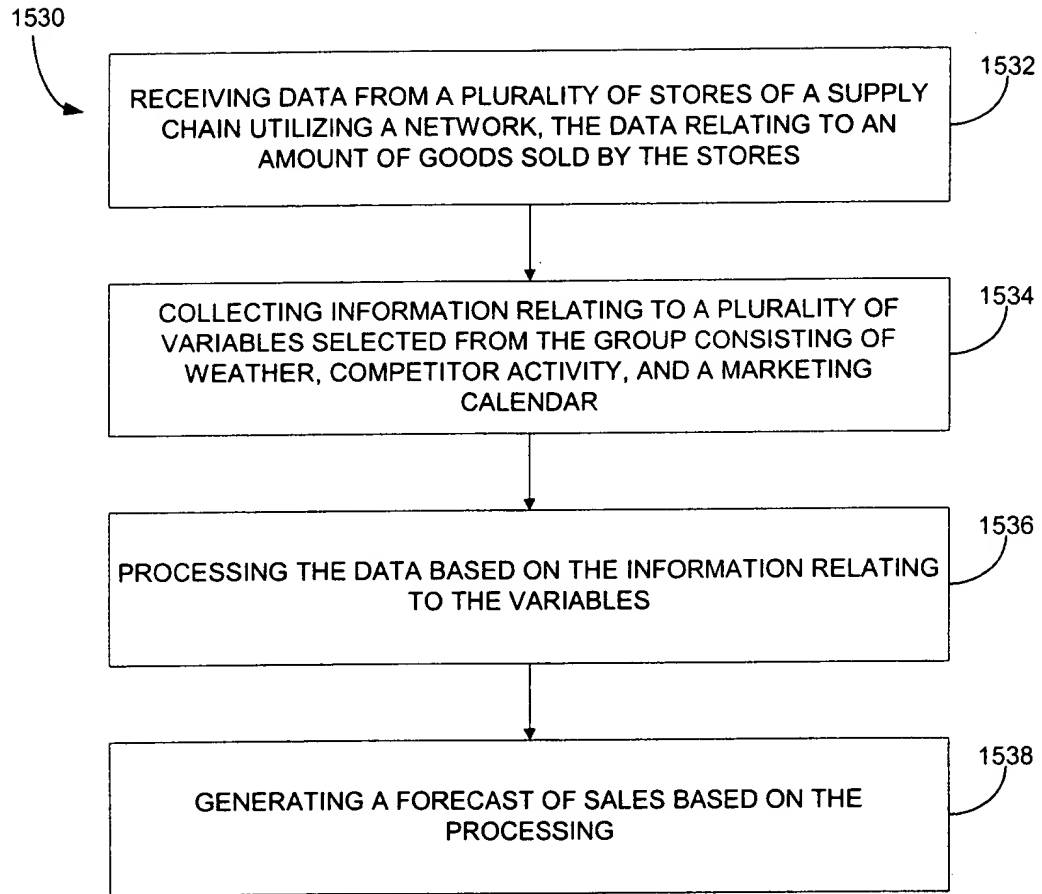 1530
1532
RECEIVING DATA FROM A PLURALITY OF STORES OF A SUPPLY
CHAIN UTILIZING A NETWORK, THE DATA RELATING TO AN
AMOUNT OF GOODS SOLD BY THE STORES
1534
COLLECTING INFORMATION RELATING TO A PLURALITY OF
VARIABLES SELECTED FROM THE GROUP CONSISTING OF
WEATHER, COMPETITOR ACTIVITY, AND A MARKETING
CALENDAR
1536
PROCESSING THE DATA BASED ON THE INFORMATION RELATING
TO THE VARIABLES
1538
GENERATING A FORECAST OF SALES BASED ON THE
PROCESSING